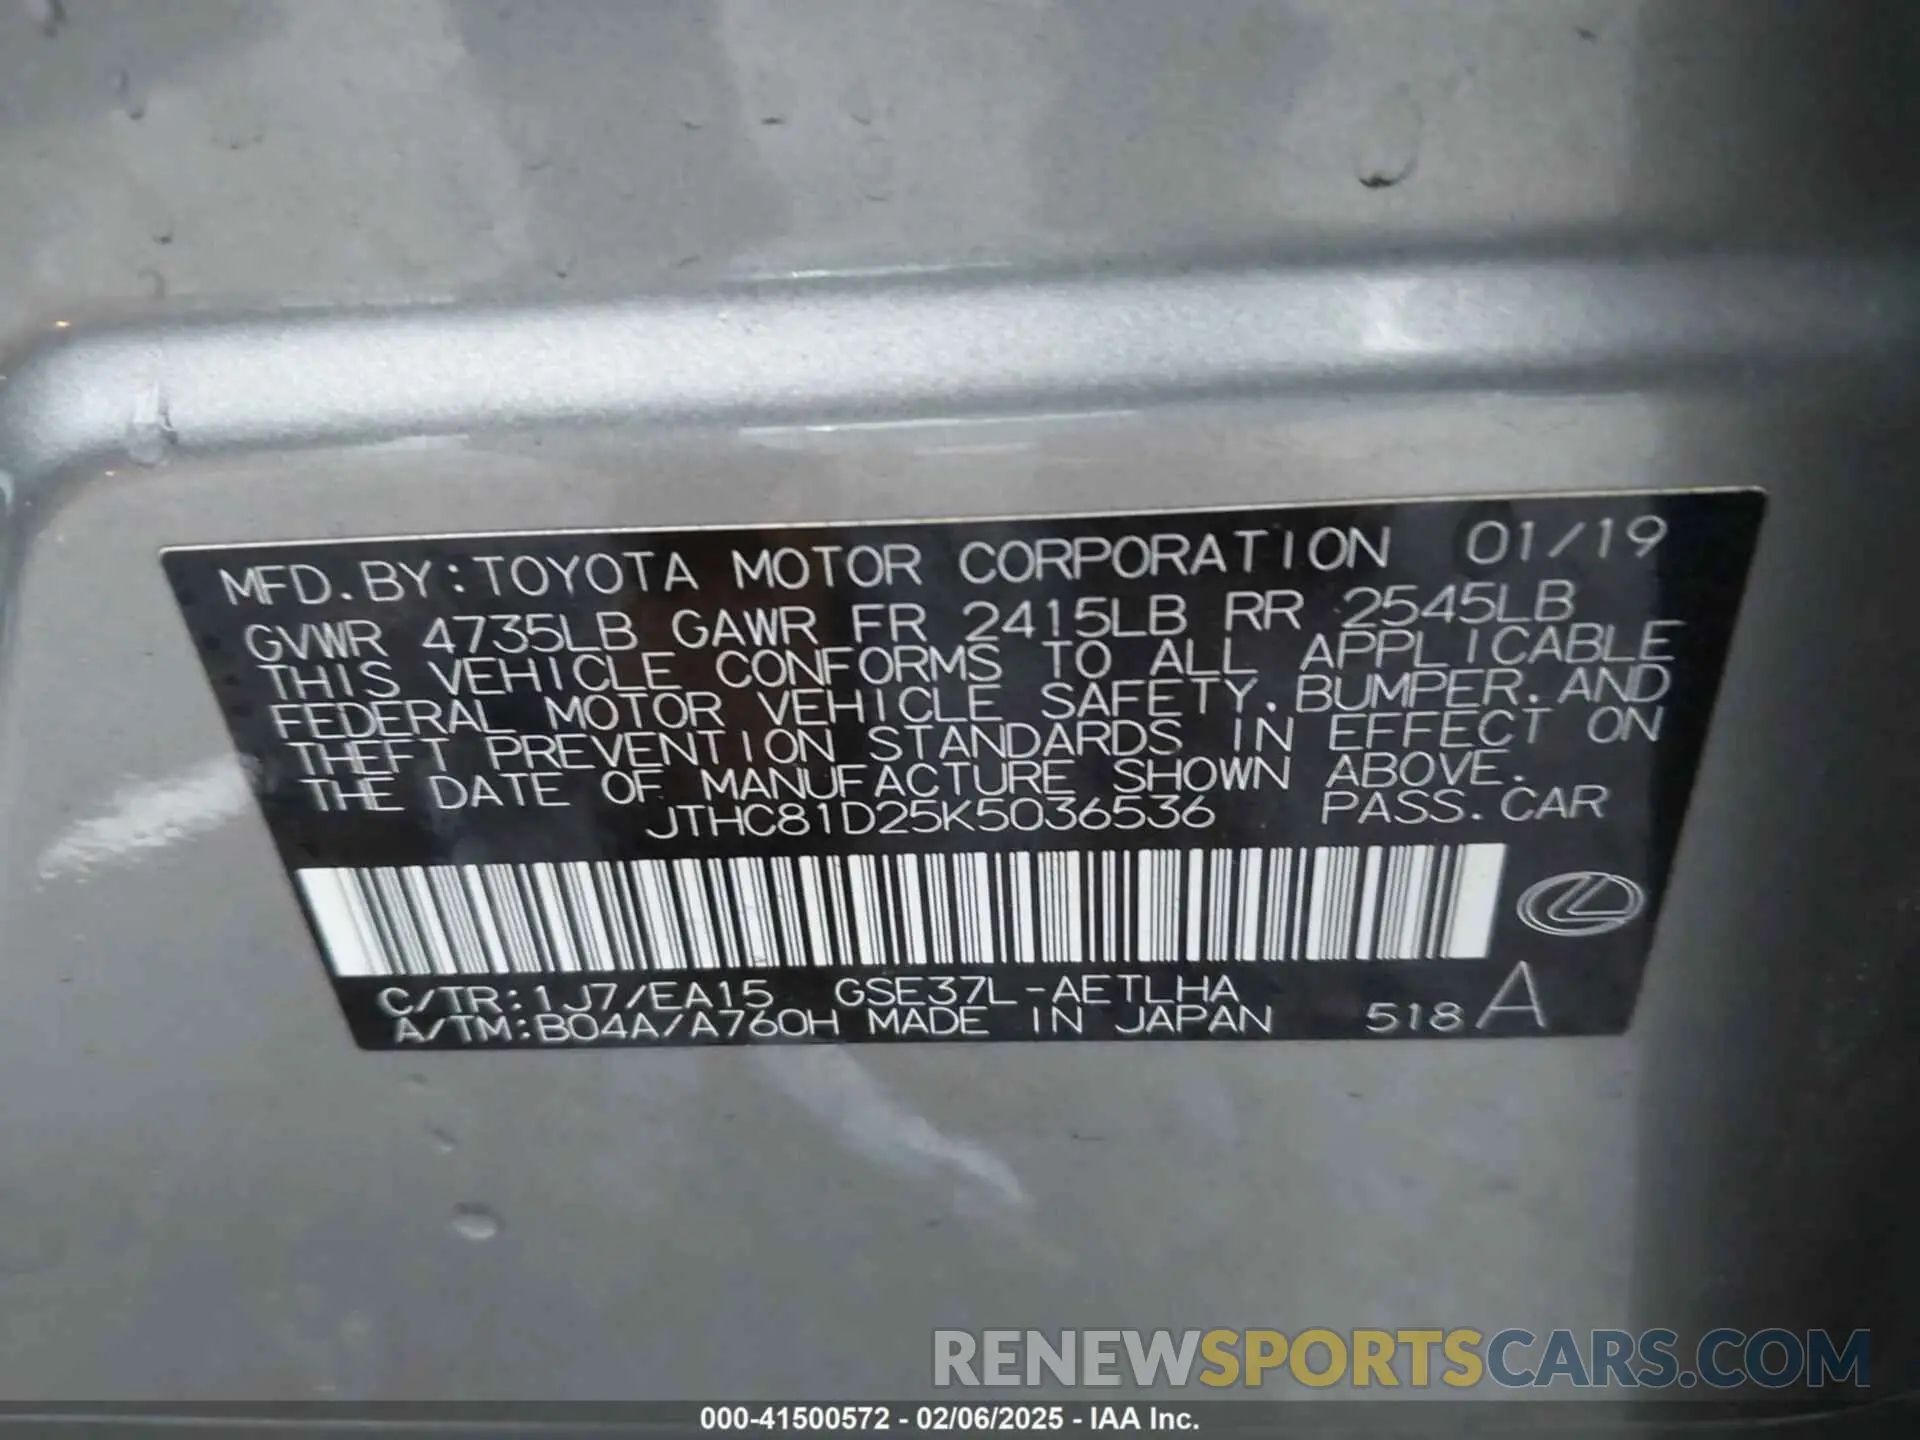 MFD.BY:TOYOTA MOTOR CORPORATION 01/19
GVWR 4735LB GAWR FR 2415LB RR 2545LB
THIS VEHICLE CONFORMS TO ALL APPLICABLE
FEDERAL MOTOR VEHICLE SAFETY,BUMPER,AND
THEFT PREVENTION STANDARDS IN EFFECT ON
THE DATE OF MANUFACTURE SHOWN ABOVE.
JTHC81D25K5036536 PASS.CAR
C/TR:1J7/EA15 GSE37L-AETLHA
A/TM:B04A/A760H MADE IN JAPAN 518 A
RENEWSPORTSCARS.COM
000-41500572 - 02/06/2025 - IAA Inc.